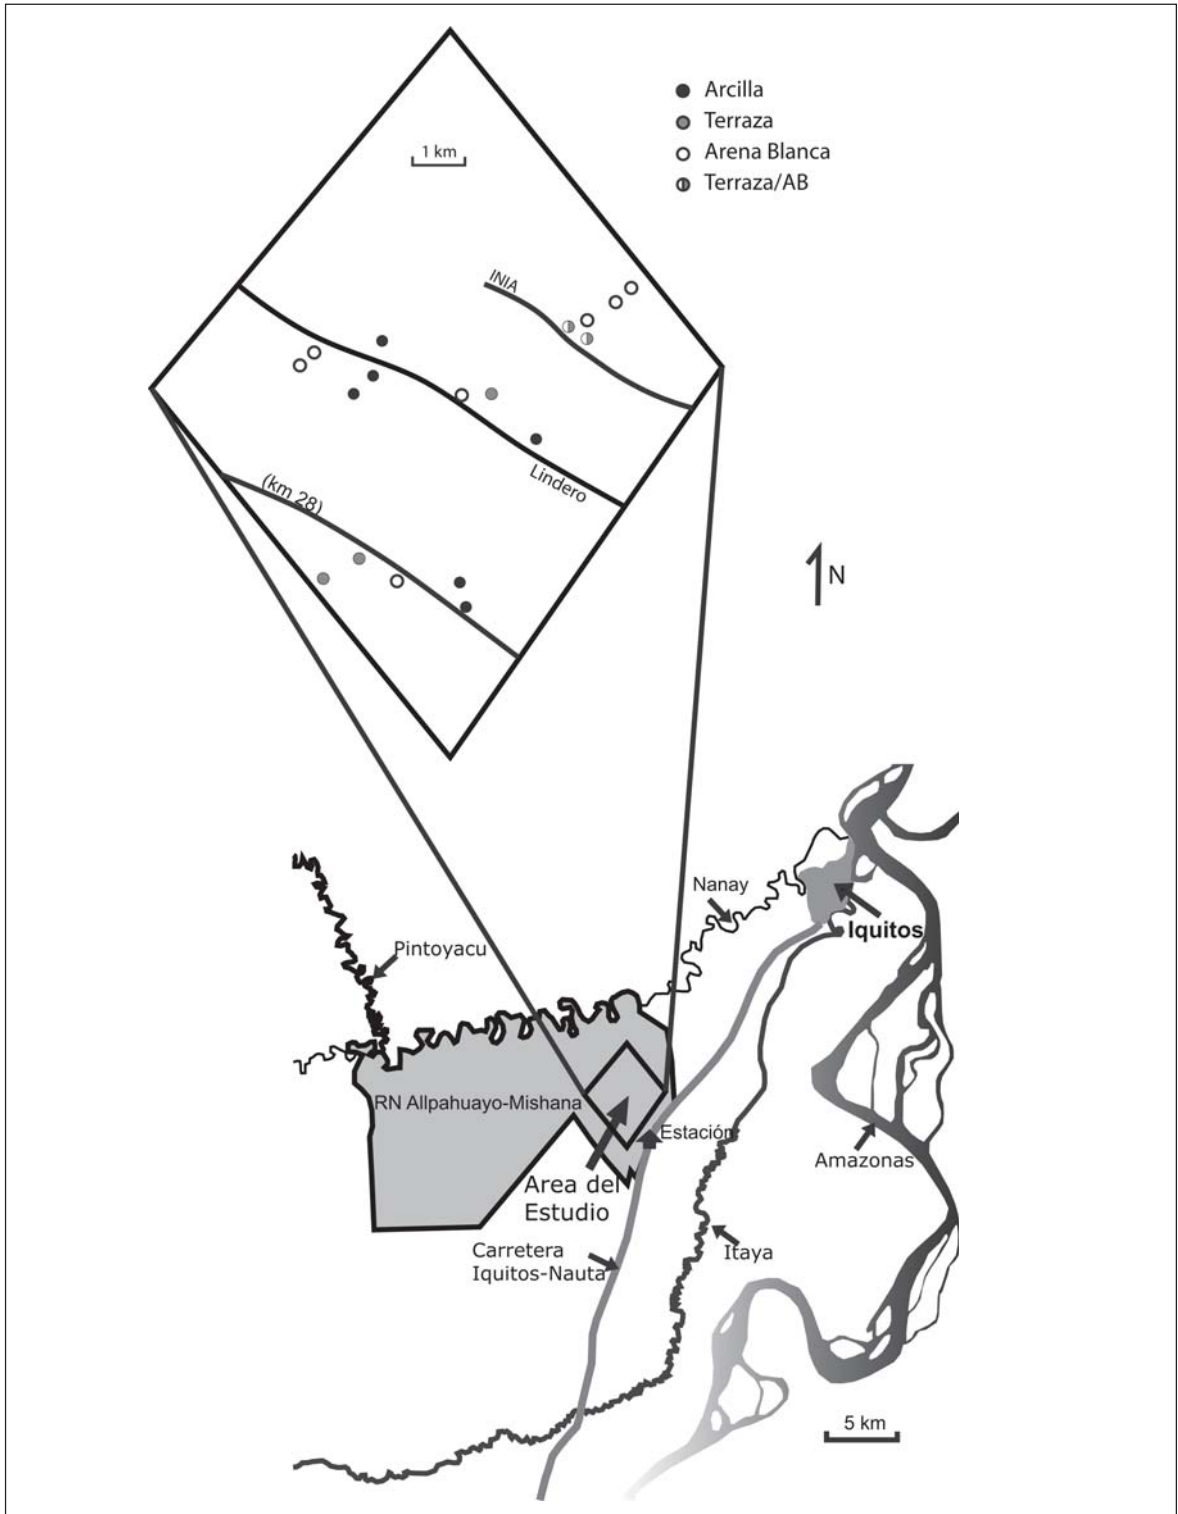 Arcilla
Terraza
1 km
Arena Blanca
Terraza/AB
INIA
Lindero
(km 28)
N
Nanay
Iquitos
Pintoyacu
RN Allpahuayo-Mishana
Estación
Amazonas
Area del
Estudio
Carretera
Iquitos-Nauta
Itaya
5 km